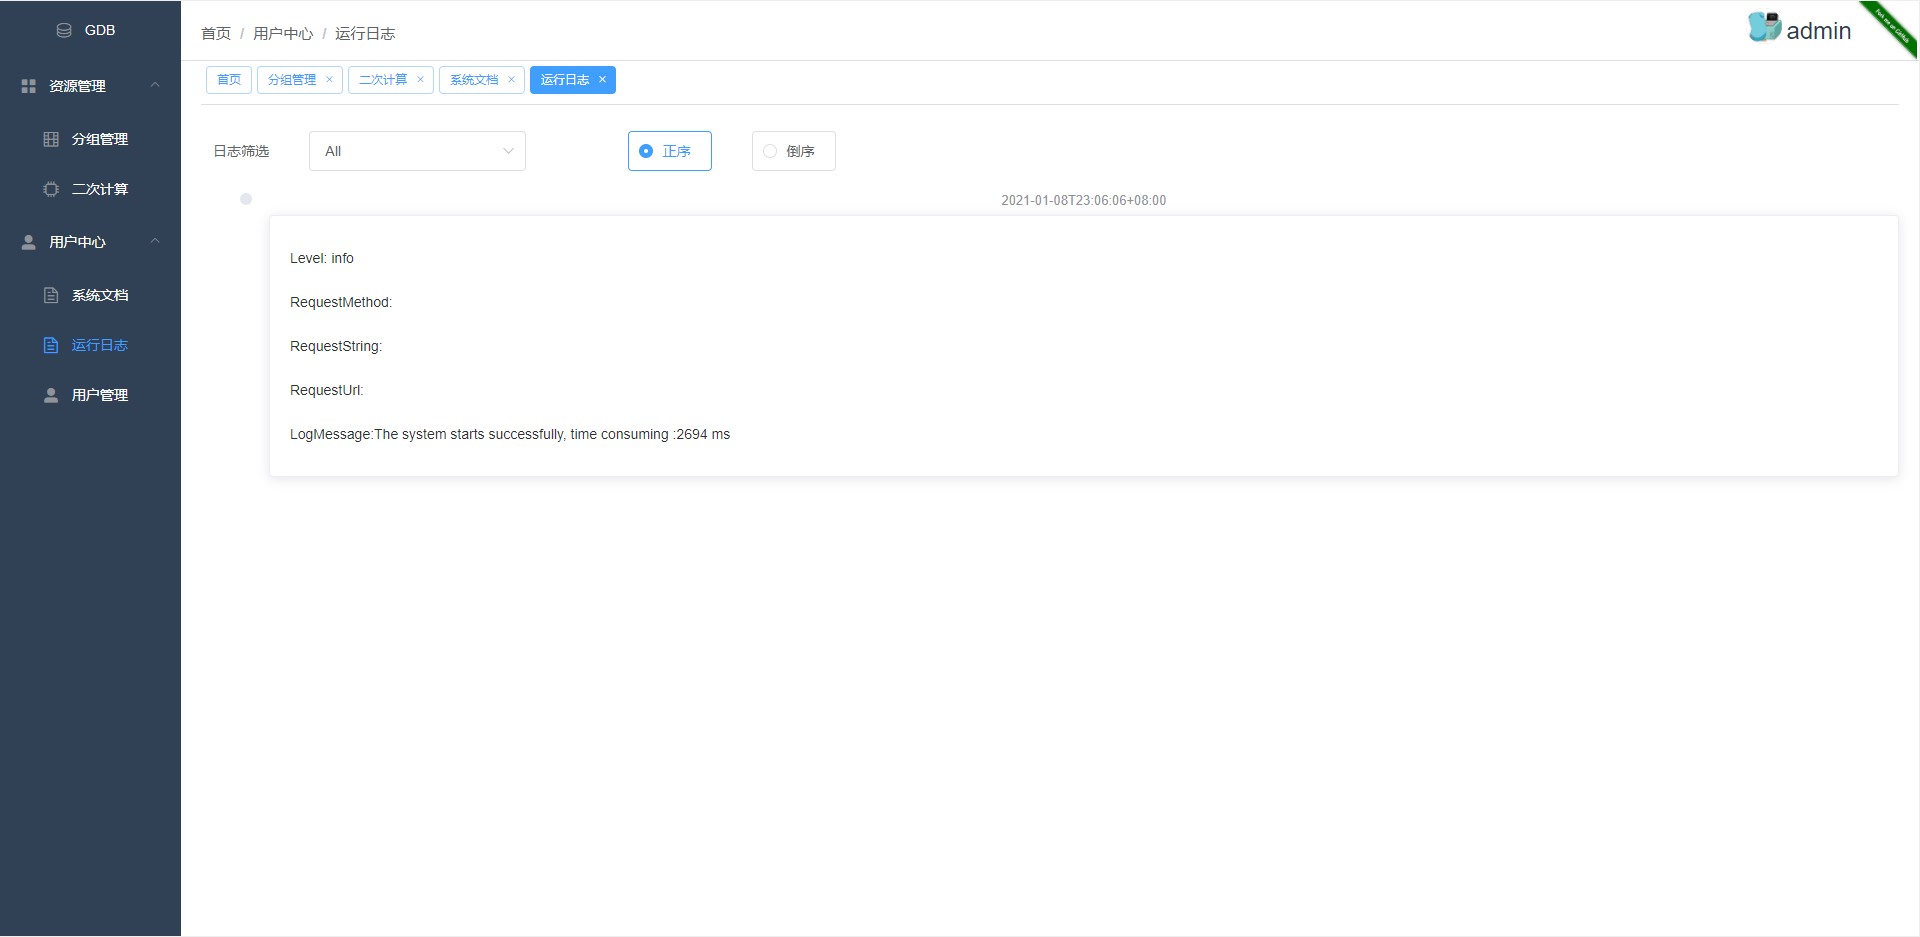 GDB
资源管理
分组管理
二次计算
用户中心
系统文档
运行日志
用户管理
首页 / 用户中心 / 运行日志
admin
Fork me on GitHub
首页 分组管理 × 二次计算 × 系统文档 × 运行日志 ×
日志筛选 All 正序 倒序
2021-01-08T23:06:06+08:00
Level: info
RequestMethod:
RequestString:
RequestUrl:
LogMessage:The system starts successfully, time consuming :2694 ms